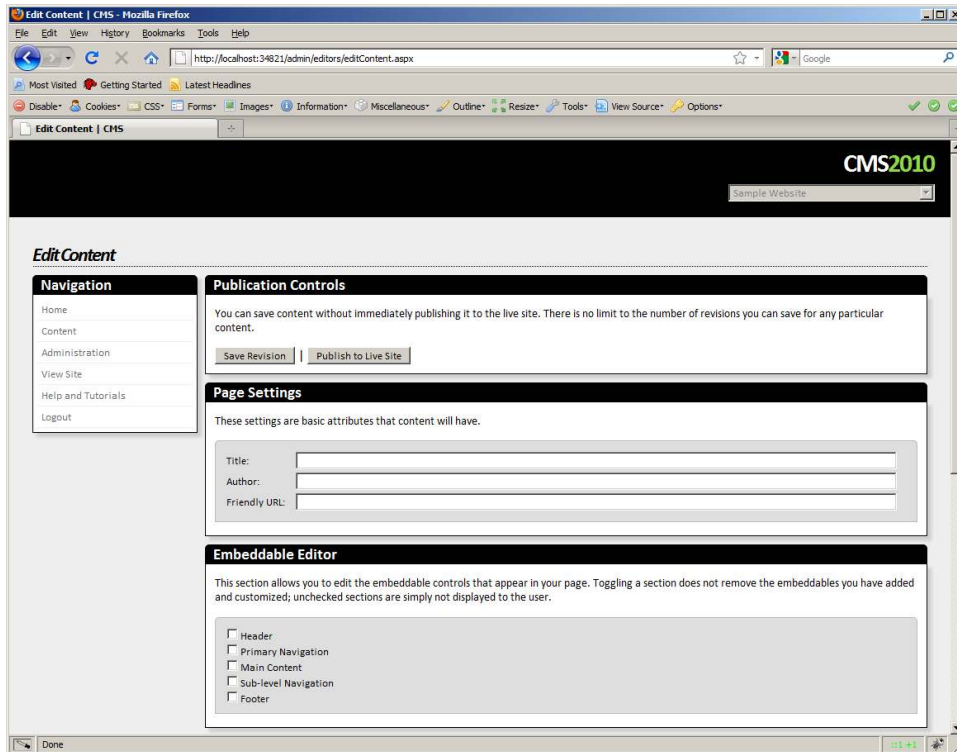 Edit Content | CMS - Mozilla Firefox
File Edit View History Bookmarks Tools Help
http://localhost:34821/admin/editors/editContent.aspx
Google
Most Visited Getting Started Latest Headlines
Disable Cookies CSS Forms Images Information Miscellaneous Outline Resize Tools View Source Options
Edit Content | CMS
CMS2010
Sample Website
Edit Content
Navigation
Home
Content
Administration
View Site
Help and Tutorials
Logout
Publication Controls
You can save content without immediately publishing it to the live site. There is no limit to the number of revisions you can save for any particular
content.
Save Revision | Publish to Live Site
Page Settings
These settings are basic attributes that content will have.
Title:
Author:
Friendly URL:
Embeddable Editor
This section allows you to edit the embeddable controls that appear in your page. Toggling a section does not remove the embeddables you have added
and customized; unchecked sections are simply not displayed to the user.
Header
Primary Navigation
Main Content
Sub-level Navigation
Footer
Done